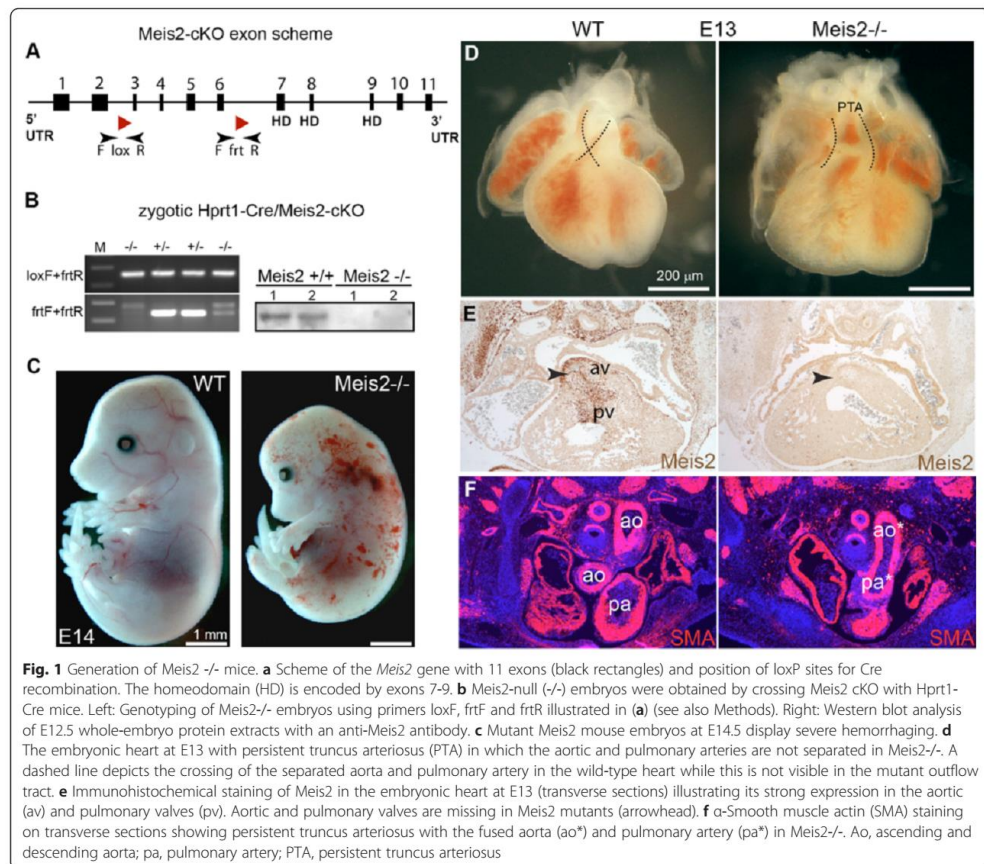 Meis2-cKO exon scheme
A
1 2 3 4 5 6 7 8 9 10 11
HD HD HD
5' UTR
3' UTR
F lox R
F frt R
B
zygotic Hprt1-Cre/Meis2-cKO
M -/- +/- +/- -/-
loxF+frtR
frtF+frtR
Meis2 +/+ Meis2 -/-
1 2 1 2
C
WT
Meis2-/-
E14
1 mm
WT E13 Meis2-/-
D
PTA
200 µm
E
av
pv
Meis2
Meis2
F
ao
ao
pa
SMA
ao*
pa*
SMA
Fig. 1 Generation of Meis2 -/- mice. a Scheme of the Meis2 gene with 11 exons (black rectangles) and position of loxP sites for Cre
recombination. The homeodomain (HD) is encoded by exons 7-9. b Meis2-null (-/-) embryos were obtained by crossing Meis2 cKO with Hprt1-
Cre mice. Left: Genotyping of Meis2-/- embryos using primers loxF, frtF and frtR illustrated in (a) (see also Methods). Right: Western blot analysis
of E12.5 whole-embryo protein extracts with an anti-Meis2 antibody. c Mutant Meis2 mouse embryos at E14.5 display severe hemorrhaging. d
The embryonic heart at E13 with persistent truncus arteriosus (PTA) in which the aortic and pulmonary arteries are not separated in Meis2-/-. A
dashed line depicts the crossing of the separated aorta and pulmonary artery in the wild-type heart while this is not visible in the mutant outflow
tract. e Immunohistochemical staining of Meis2 in the embryonic heart at E13 (transverse sections) illustrating its strong expression in the aortic
(av) and pulmonary valves (pv). Aortic and pulmonary valves are missing in Meis2 mutants (arrowhead). f α-Smooth muscle actin (SMA) staining
on transverse sections showing persistent truncus arteriosus with the fused aorta (ao*) and pulmonary artery (pa*) in Meis2-/-. Ao, ascending and
descending aorta; pa, pulmonary artery; PTA, persistent truncus arteriosus